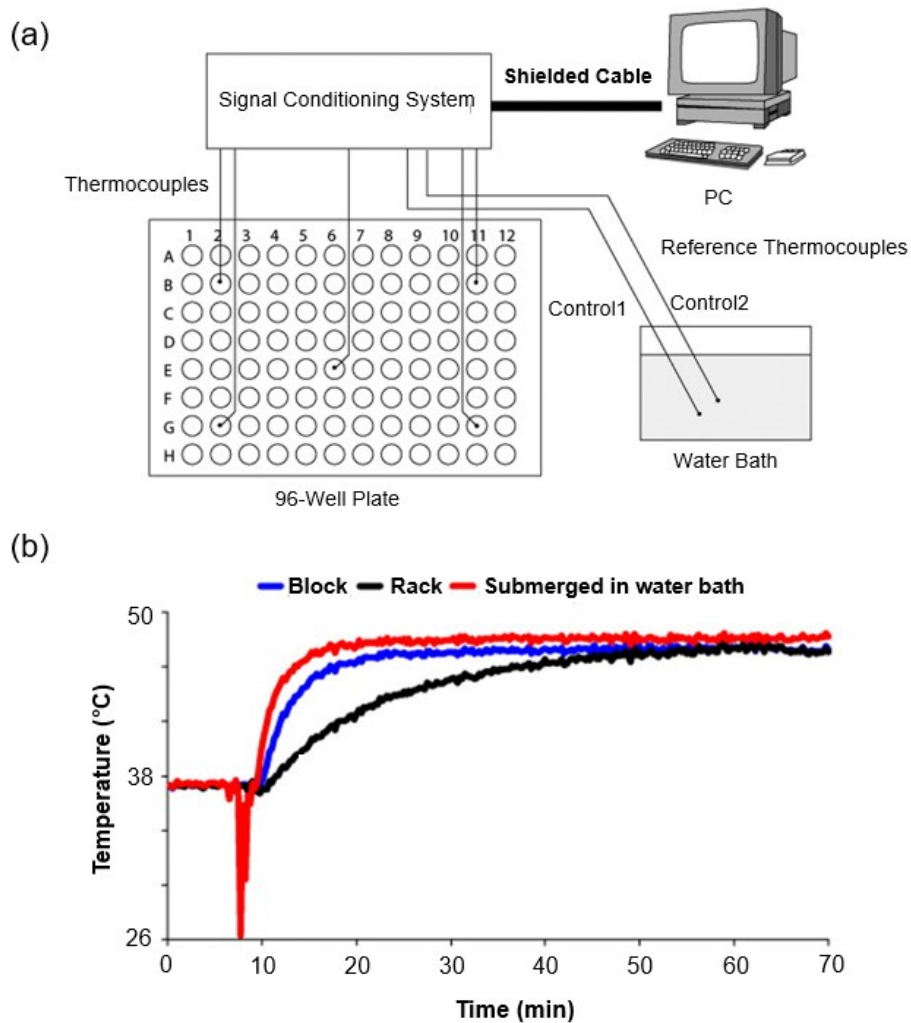 (a)
Signal Conditioning System
Shielded Cable
PC
Thermocouples
Reference Thermocouples
1 2 3 4 5 6 7 8 9 10 11 12
A
B
C
D
E
F
G
H
Control1
Control2
Water Bath
96-Well Plate
(b)
Block Rack Submerged in water bath
50
38
26
Temperature (°C)
0 10 20 30 40 50 60 70
Time (min)